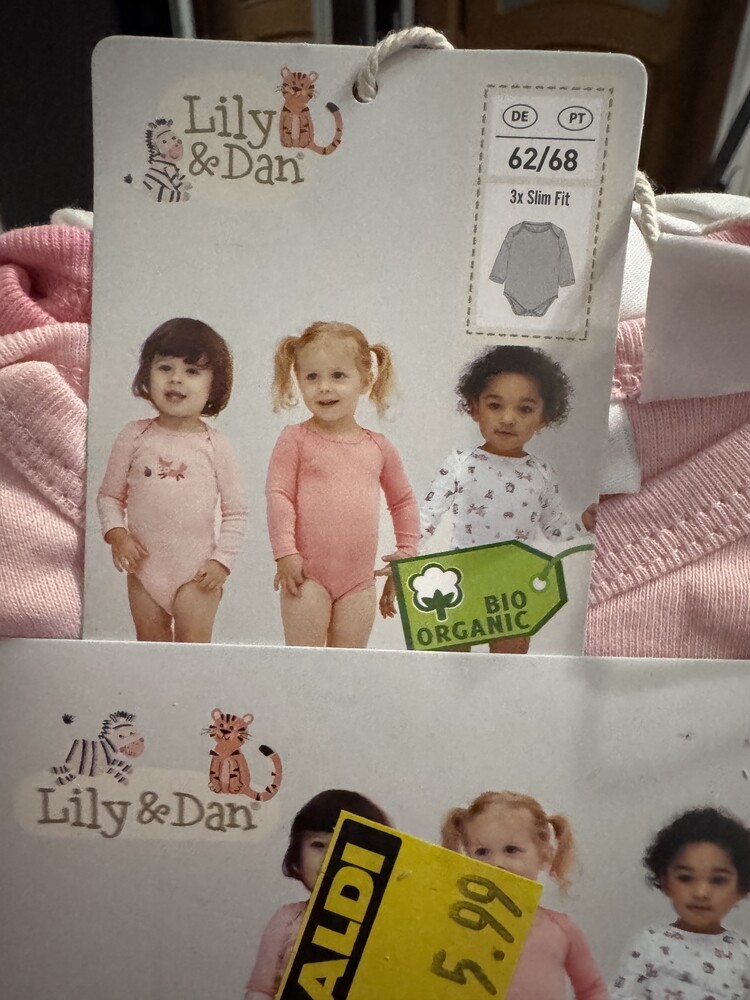 Lily
&Dan
DE PT
62/68
3x Slim Fit
BIO
ORGANIC
Lily & Dan
ALDI
5.99